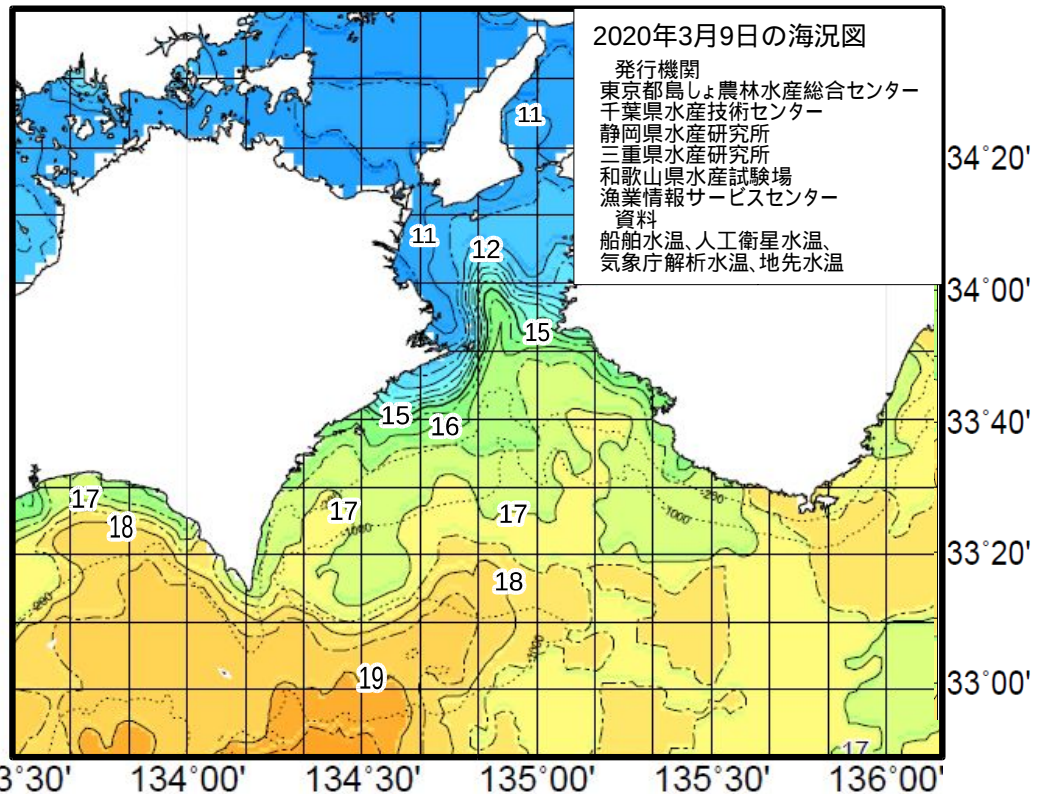 2020年3月9日の海況図
発行機関
東京都島しょ農林水産総合センター
千葉県水産技術センター
静岡県水産研究所
三重県水産研究所
和歌山県水産試験場
漁業情報サービスセンター
資料
船舶水温、人工衛星水温、
気象庁解析水温、地先水温
11
34°20'
11
12
34°00'
15
15
16
33°40'
17
18
17
-1000
17
-200
-1000
33°20'
18
-200
-1000
19
33°00'
17
3°30'
134°00'
134°30'
135°00'
135°30'
136°00'